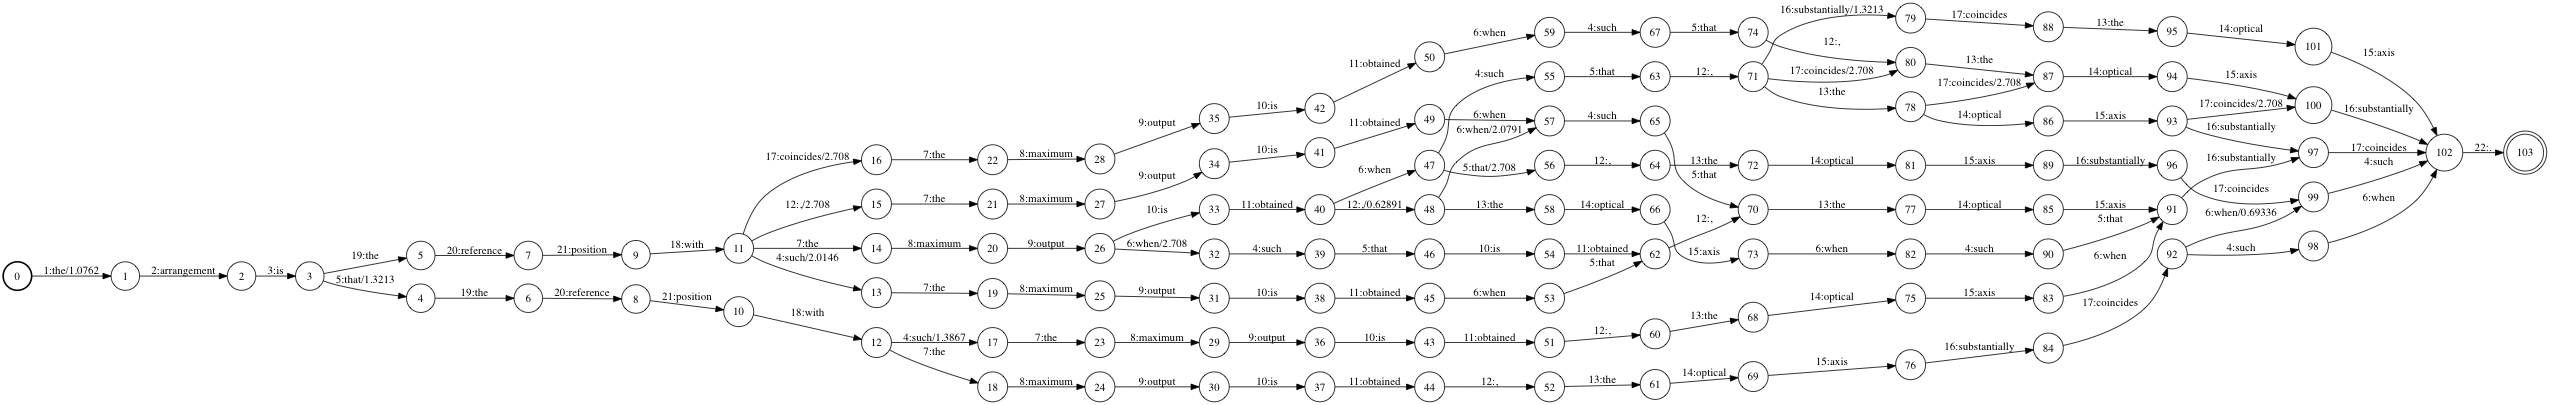 0 1:the/1.0762 1 2:arrangement 2 3:is 3
19:the 5 20:reference 7 21:position 9 18:with 11
5:that/1.3213 4 19:the 6 20:reference 8 21:position 10 18:with 12
17:coincides/2.708 16 7:the 22 8:maximum 28 9:output 35 10:is 42 11:obtained 50 6:when 59 4:such 67 5:that 74 12:,
12:,/2.708 15 7:the 21 8:maximum 27 9:output 34 10:is 41 11:obtained 49 6:when 57 4:such 65 5:that
7:the 14 8:maximum 20 9:output 26 10:is 33 11:obtained 40 6:when 47 4:such 55 5:that 63 12:, 71
16:substantially/1.3213 79 17:coincides 88 13:the 95 14:optical 101 15:axis
17:coincides/2.708 80 13:the 87 14:optical 94 15:axis 100 16:substantially
13:the 78 17:coincides/2.708
14:optical 86 15:axis 93 17:coincides/2.708
16:substantially 97 17:coincides
5:that/2.708 56 12:, 64 13:the 72 14:optical 81 15:axis 89 16:substantially 96 17:coincides 99 4:such
12:,/0.62891 48 6:when/2.0791
13:the 58 14:optical 66 15:axis 73 6:when 82 4:such 90 5:that
6:when/2.708 32 4:such 39 5:that 46 10:is 54 11:obtained 62 12:, 70 13:the 77 14:optical 85 15:axis 91 16:substantially
4:such/2.0146 13 7:the 19 8:maximum 25 9:output 31 10:is 38 11:obtained 45 6:when 53 5:that
4:such/1.3867 17 7:the 23 8:maximum 29 9:output 36 10:is 43 11:obtained 51 12:, 60 13:the 68 14:optical 75 15:axis 83 6:when
7:the 18 8:maximum 24 9:output 30 10:is 37 11:obtained 44 12:, 52 13:the 61 14:optical 69 15:axis 76 16:substantially 84 17:coincides 92
6:when/0.69336
4:such 98 6:when
102 22:. 103